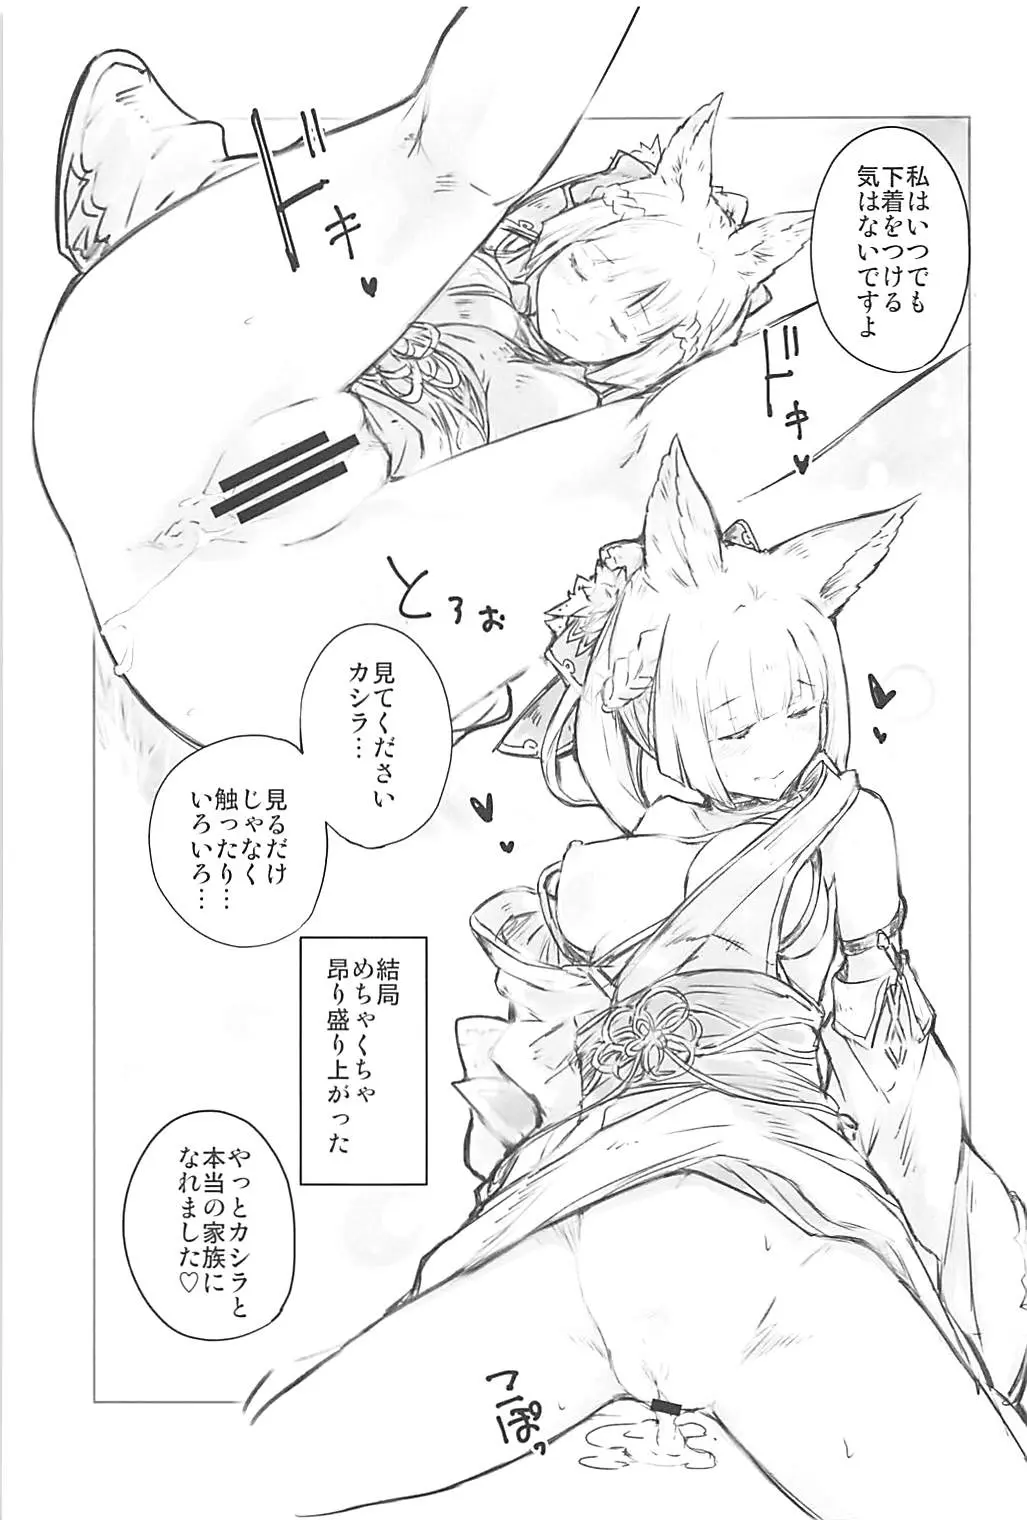 私はいつでも
下着をつける
気はないですよ
ドキ
ドキ
とろぉ
見てください
カシラ…
見るだけ
じゃなく
触ったり…
いろいろ…
結局
めちゃくちゃ
昂り盛り上がった
やっとカシラと
本当の家族に
なれました♡
こぽっ